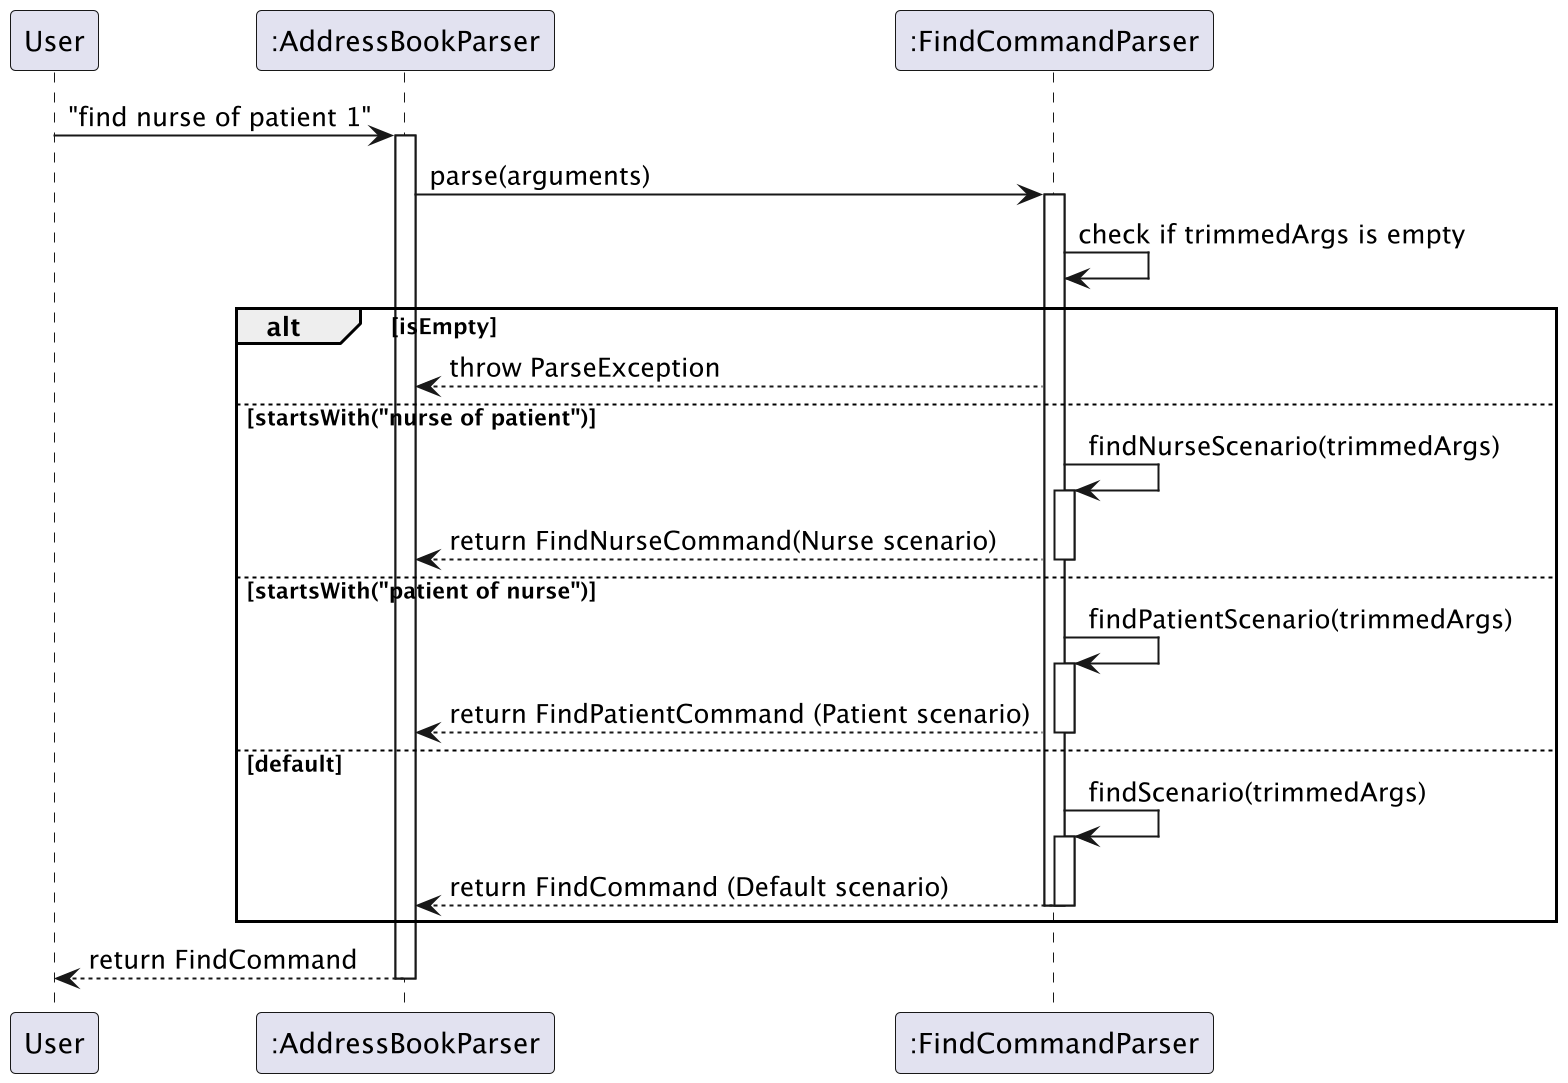 User
:AddressBookParser
:FindCommandParser
"find nurse of patient 1"
parse(arguments)
check if trimmedArgs is empty
alt
[isEmpty]
throw ParseException
[startsWith("nurse of patient")]
findNurseScenario(trimmedArgs)
return FindNurseCommand(Nurse scenario)
[startsWith("patient of nurse")]
findPatientScenario(trimmedArgs)
return FindPatientCommand (Patient scenario)
[default]
findScenario(trimmedArgs)
return FindCommand (Default scenario)
return FindCommand
User
:AddressBookParser
:FindCommandParser